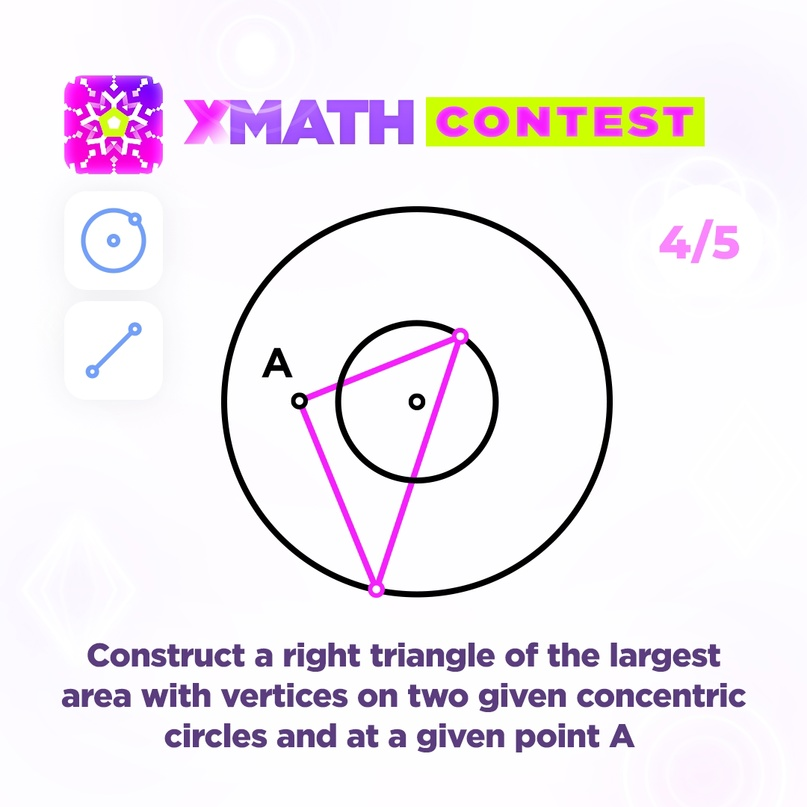 XMATH CONTEST
4/5
A
Construct a right triangle of the largest
area with vertices on two given concentric
circles and at a given point A